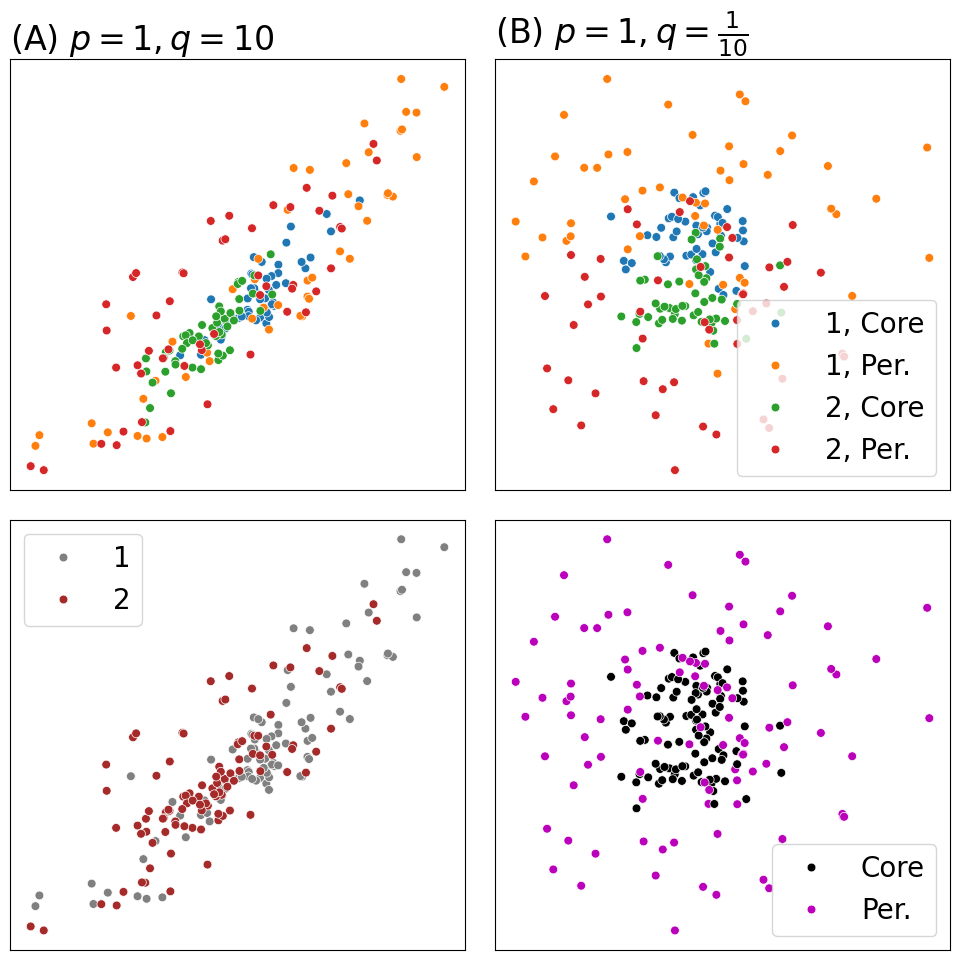 (A) p = 1, q = 10
(B) p = 1, q = 1/10
1, Core
1, Per.
2, Core
2, Per.
1
2
Core
Per.